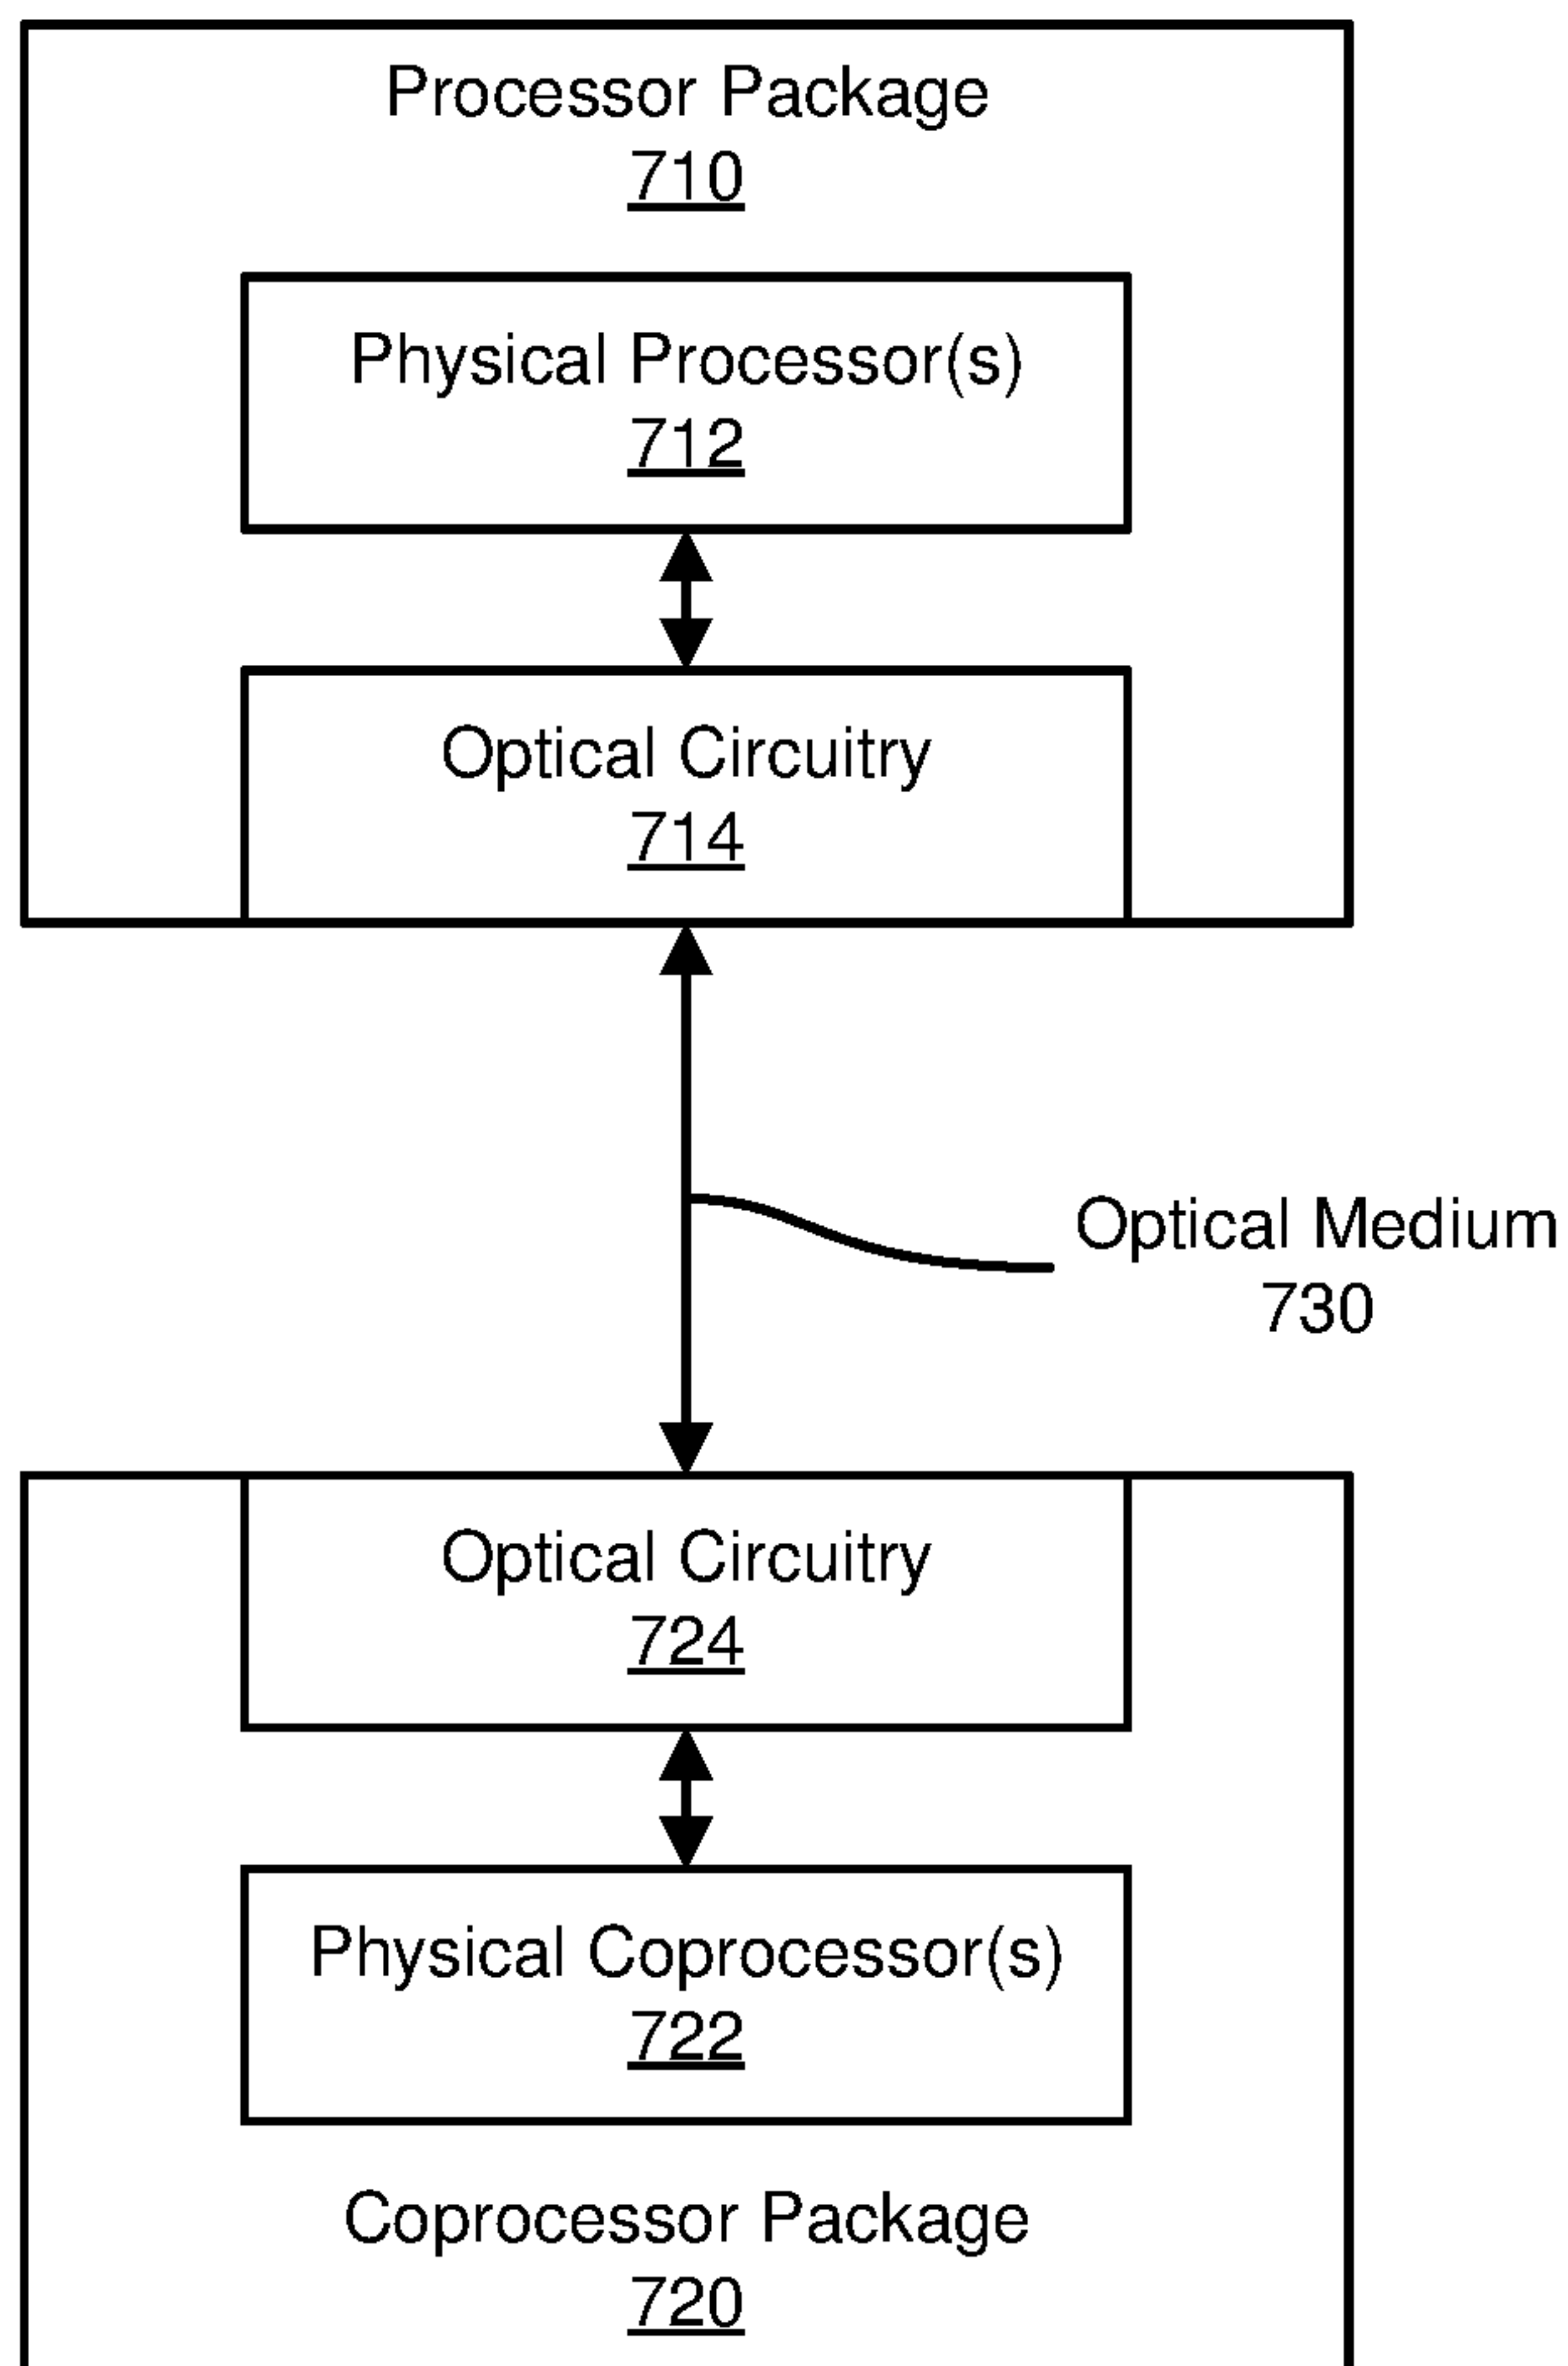 Processor Package
710
Physical Processor(s)
712
Optical Circuitry
714
Optical Medium
730
Optical Circuitry
724
Physical Coprocessor(s)
722
Coprocessor Package
720